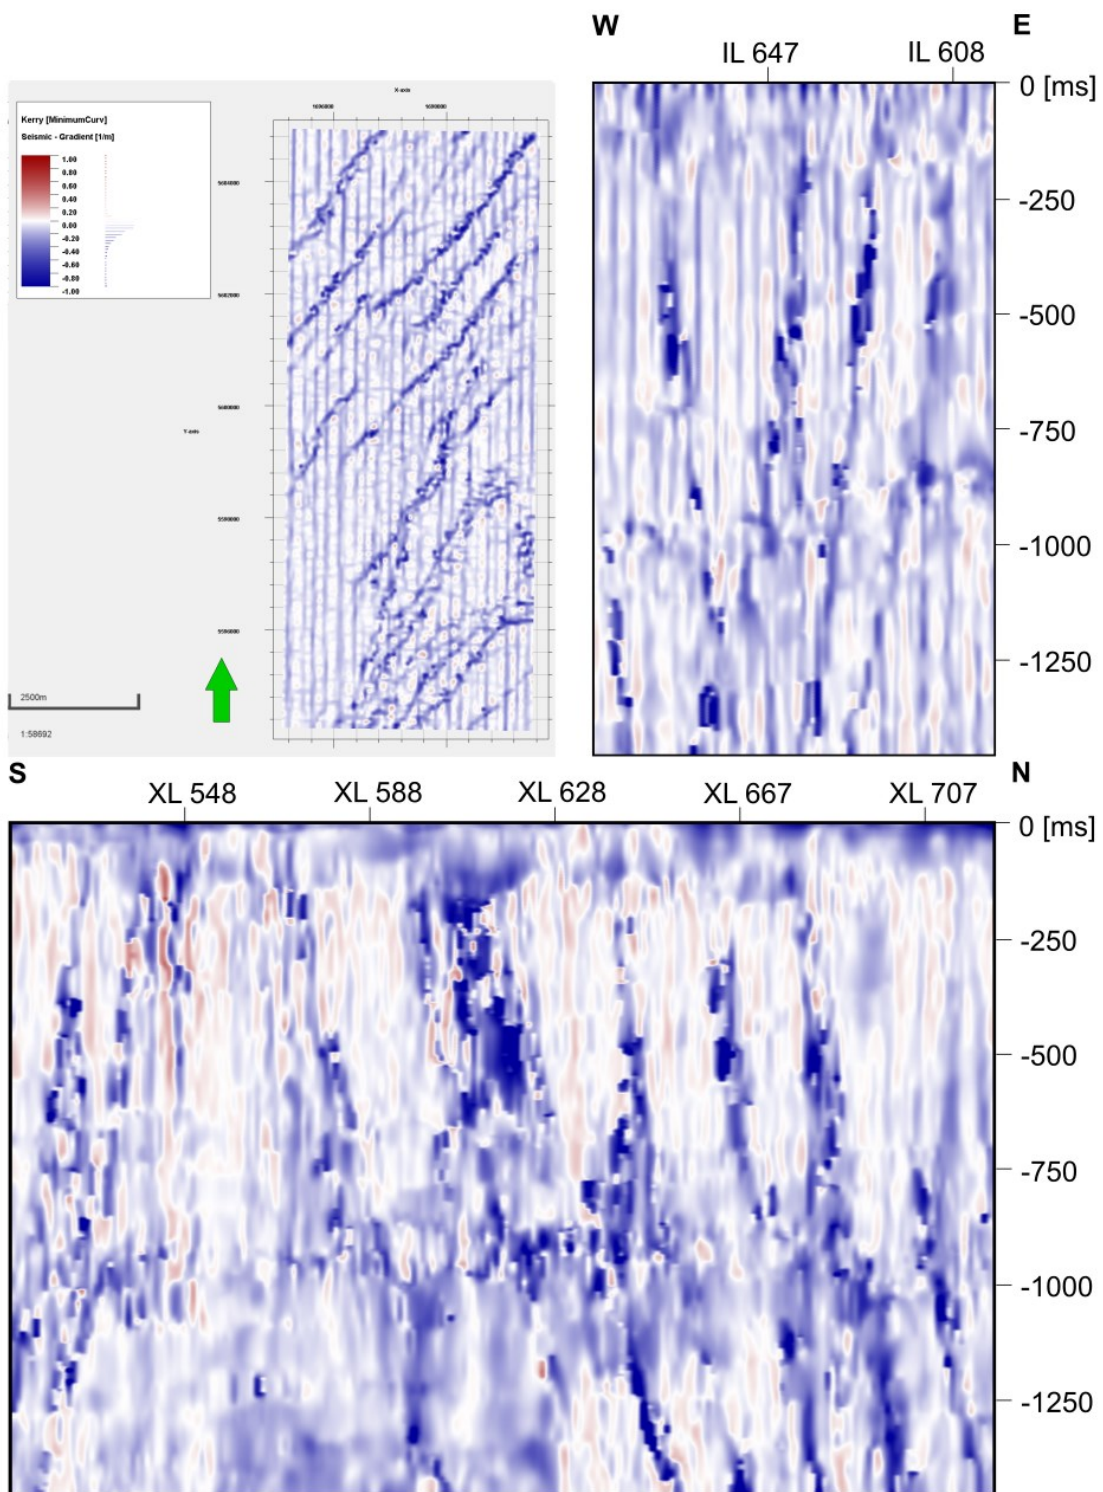 W
E
IL 647
IL 608
0 [ms]
-250
-500
-750
-1000
-1250
X-axis
Kerry [MinimumCurv]
Seismic - Gradient [1/m]
1.00
0.80
0.60
0.40
0.20
0.00
-0.20
-0.40
-0.60
-0.80
-1.00
Y-axis
2500m
1:58692
S
N
XL 548
XL 588
XL 628
XL 667
XL 707
0 [ms]
-250
-500
-750
-1000
-1250